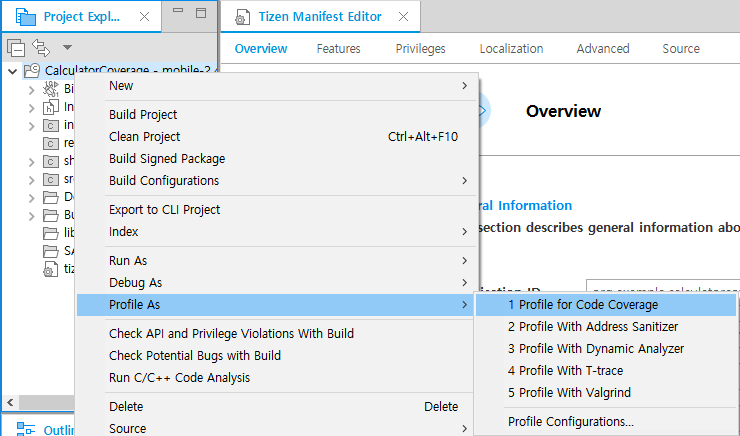 Project Expl...
Tizen Manifest Editor
Overview
Features
Privileges
Localization
Advanced
Source
CalculatorCoverage - mobile-2.4
Bi
In
in
re
sh
sr
De
Bu
lib
SA
tiz
Overview
ral Information
section describes general information abo
New
Build Project
Clean Project Ctrl+Alt+F10
Build Signed Package
Build Configurations
Export to CLI Project
Index
Run As
Debug As
Profile As
Check API and Privilege Violations With Build
Check Potential Bugs with Build
Run C/C++ Code Analysis
Delete Delete
Source
1 Profile for Code Coverage
2 Profile With Address Sanitizer
3 Profile With Dynamic Analyzer
4 Profile With T-trace
5 Profile With Valgrind
Profile Configurations...
Outlin